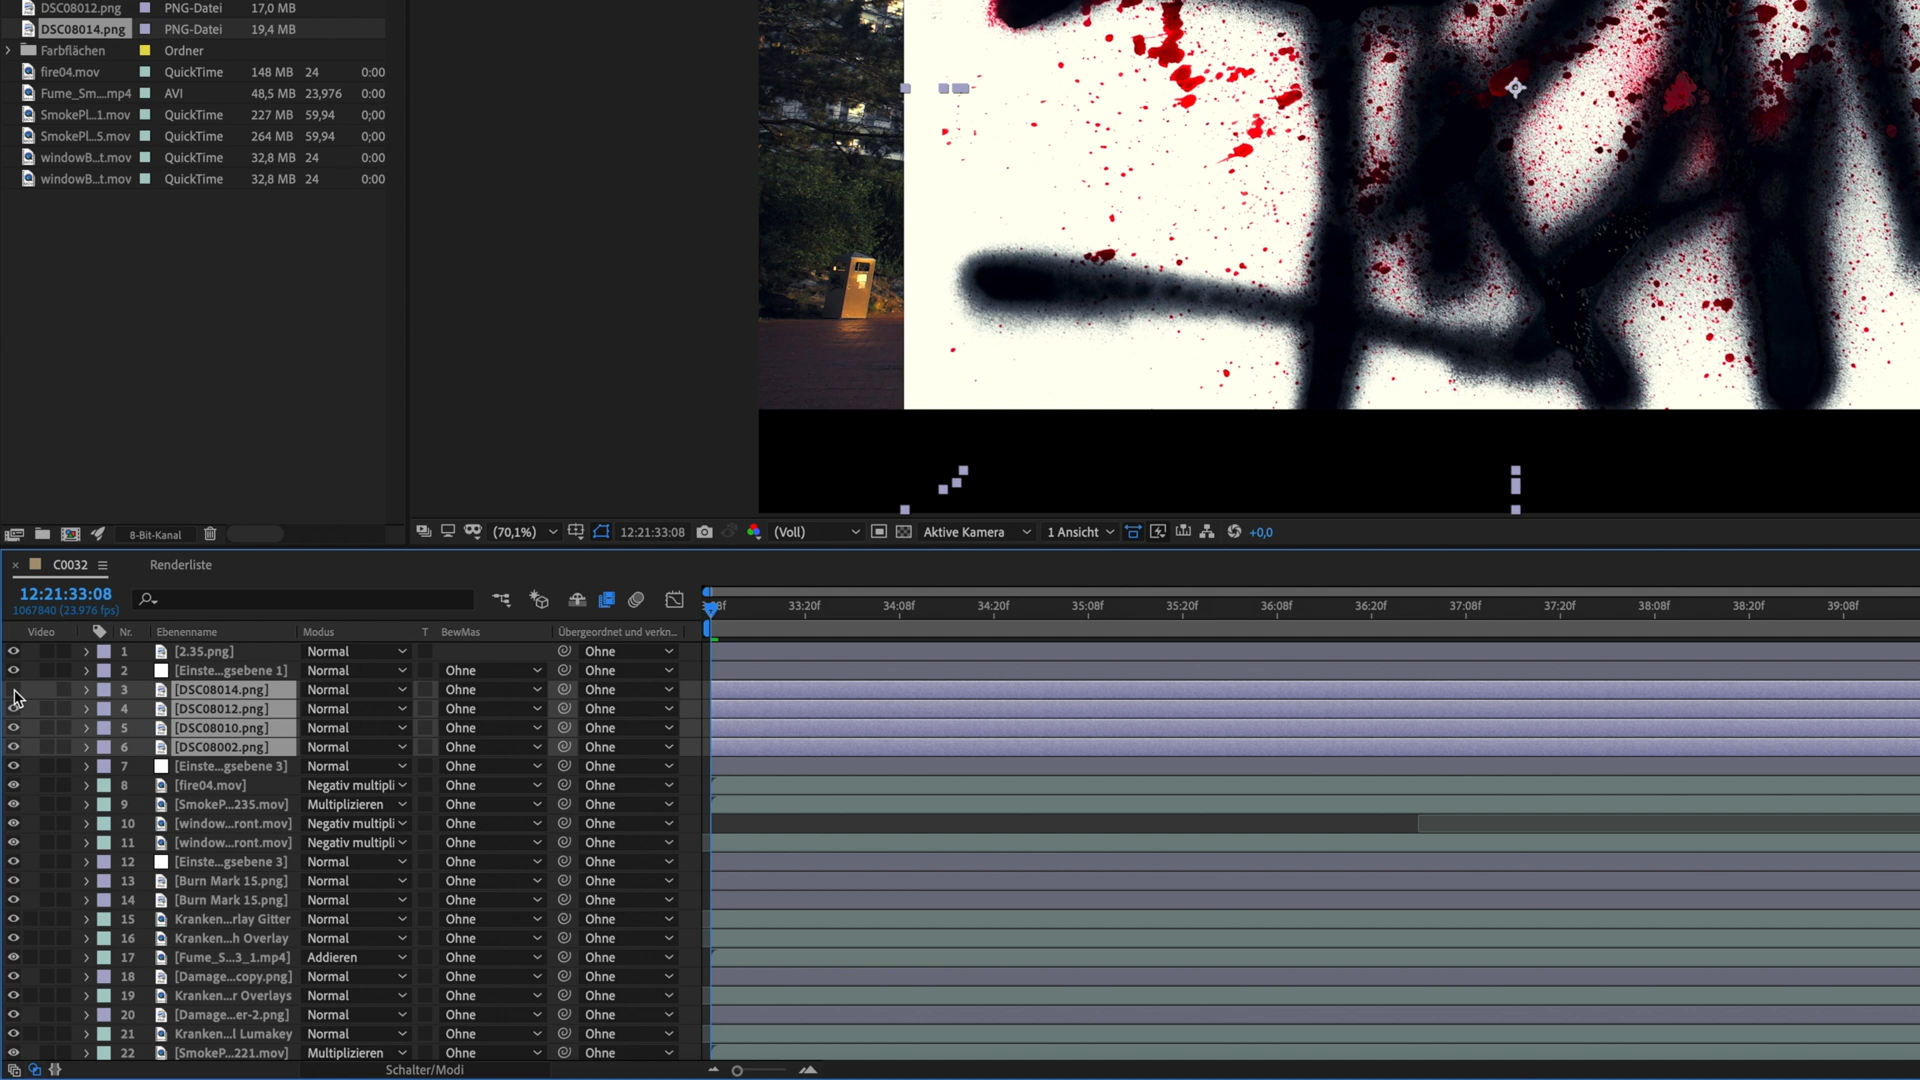 DSC08012.png PNG-Datei 17,0 MB
DSC08014.png PNG-Datei 19,4 MB
Farbflächen Ordner
fire04.mov QuickTime 148 MB 24 0:00
Fume_Sm....mp4 AVI 48,5 MB 23,976 0;00
SmokePl...1.mov QuickTime 227 MB 59,94 0;00
SmokePl...5.mov QuickTime 264 MB 59,94 0;00
windowB...t.mov QuickTime 32,8 MB 24 0:00
windowB...t.mov QuickTime 32,8 MB 24 0:00
8-Bit-Kanal
(70,1%) 12:21:33:08 (Voll) Aktive Kamera 1 Ansicht +0,0
× C0032 Renderliste
12:21:33:08
1067840 (23.976 fps)
33:20f 34:08f 34:20f 35:08f 35:20f 36:08f 36:20f 37:08f 37:20f 38:08f 38:20f 39:08f
Video Nr. Ebenenname Modus T BewMas Übergeordnet und verkn...
1 [2.35.png] Normal Ohne
2 [Einste...gsebene 1] Normal Ohne Ohne
3 [DSC08014.png] Normal Ohne Ohne
4 [DSC08012.png] Normal Ohne Ohne
5 [DSC08010.png] Normal Ohne Ohne
6 [DSC08002.png] Normal Ohne Ohne
7 [Einste...gsebene 3] Normal Ohne Ohne
8 [fire04.mov] Negativ multipli Ohne Ohne
9 [SmokeP...235.mov] Multiplizieren Ohne Ohne
10 [window...ront.mov] Negativ multipli Ohne Ohne
11 [window...ront.mov] Negativ multipli Ohne Ohne
12 [Einste...gsebene 3] Normal Ohne Ohne
13 [Burn Mark 15.png] Normal Ohne Ohne
14 [Burn Mark 15.png] Normal Ohne Ohne
15 Kranken...rlay Gitter Normal Ohne Ohne
16 Kranken...h Overlay Normal Ohne Ohne
17 [Fume_S...3_1.mp4] Addieren Ohne Ohne
18 [Damage...copy.png] Normal Ohne Ohne
19 Kranken...r Overlays Normal Ohne Ohne
20 [Damage...er-2.png] Normal Ohne Ohne
21 Kranken...l Lumakey Normal Ohne Ohne
22 [SmokeP...221.mov] Multiplizieren Ohne Ohne
Schalter/Modi